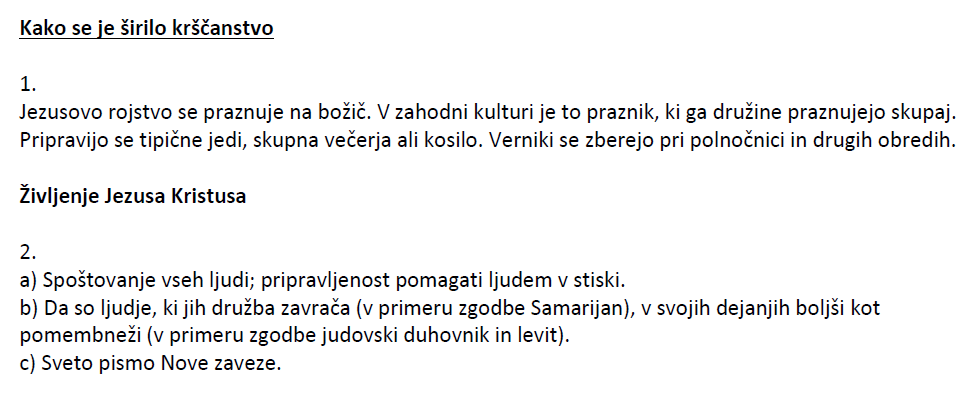 Kako se je širilo krščanstvo
1.
Jezusovo rojstvo se praznuje na božič. V zahodni kulturi je to praznik, ki ga družine praznujejo skupaj.
Pripravijo se tipične jedi, skupna večerja ali kosilo. Verniki se zberejo pri polnočnici in drugih obredih.
Življenje Jezusa Kristusa
2.
a) Spoštovanje vseh ljudi; pripravljenost pomagati ljudem v stiski.
b) Da so ljudje, ki jih družba zavrača (v primeru zgodbe Samarijan), v svojih dejanjih boljši kot
pomembneži (v primeru zgodbe judovski duhovnik in levit).
c) Sveto pismo Nove zaveze.